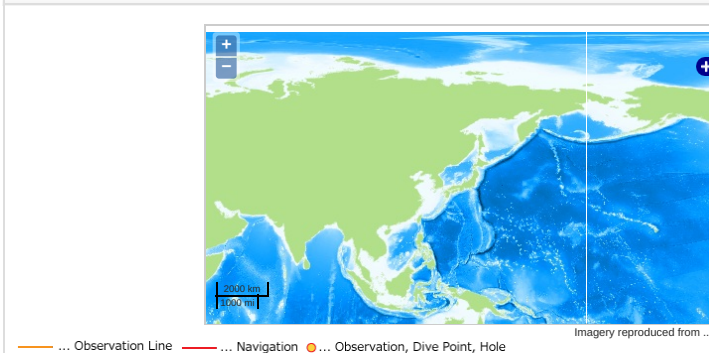 +
−
+
2000 km
1000 mi
Imagery reproduced from ..
... Observation Line ... Navigation ... Observation, Dive Point, Hole